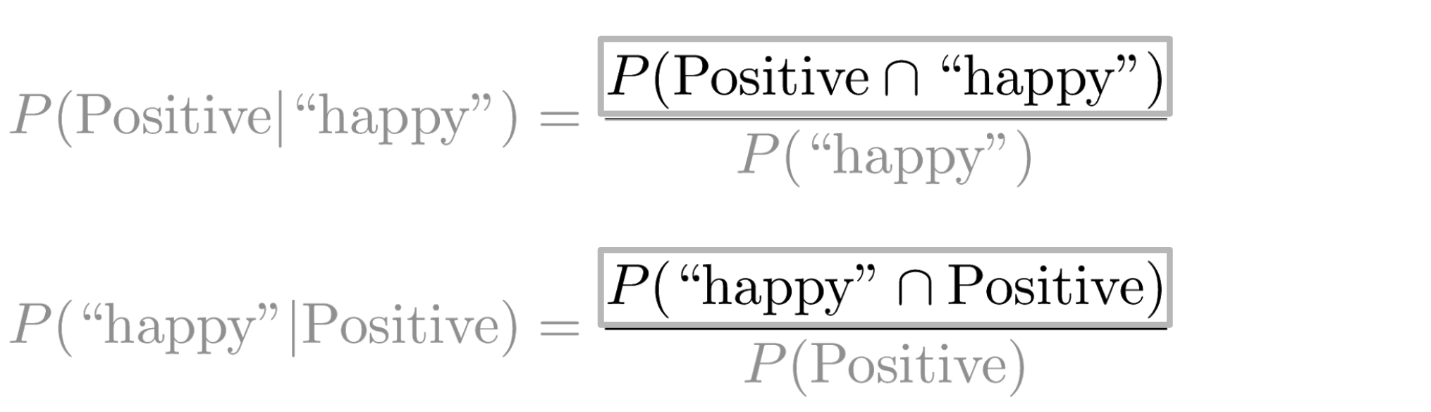 P(Positive|“happy”) = P(Positive ∩ “happy”)
P(“happy”)
P(“happy”|Positive) = P(“happy” ∩ Positive)
P(Positive)